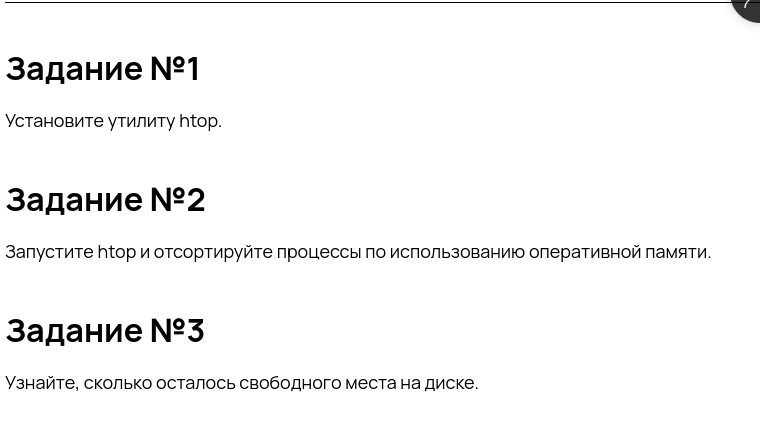 Задание №1
Установите утилиту htop.
Задание №2
Запустите htop и отсортируйте процессы по использованию оперативной памяти.
Задание №3
Узнайте, сколько осталось свободного места на диске.